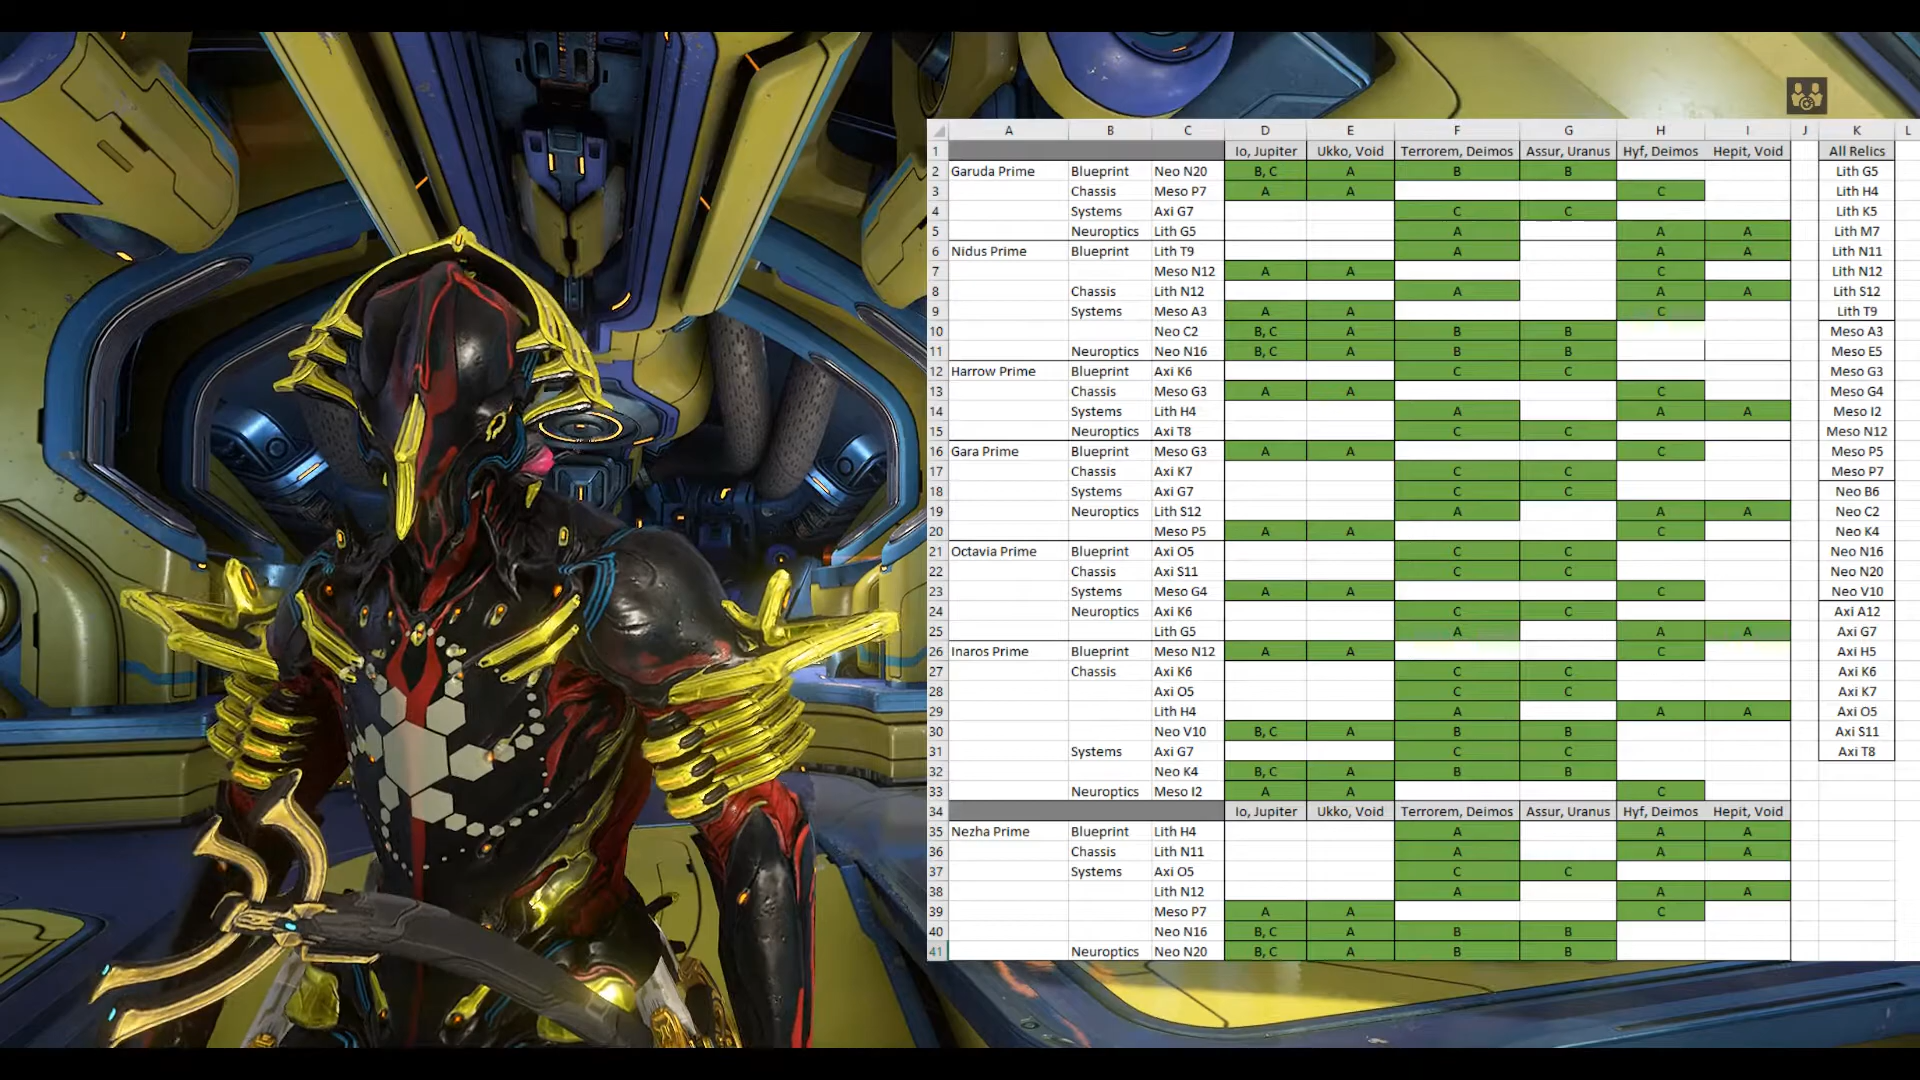 A B C D E F G H I J K L
1 Io, Jupiter Ukko, Void Terrorem, Deimos Assur, Uranus Hyf, Deimos Hepit, Void All Relics
2 Garuda Prime Blueprint Neo N20 B, C A B B Lith G5
3 Chassis Meso P7 A A C Lith H4
4 Systems Axi G7 C C Lith K5
5 Neuroptics Lith G5 A A A Lith M7
6 Nidus Prime Blueprint Lith T9 A A A Lith N11
7 Meso N12 A A C Lith N12
8 Chassis Lith N12 A A A Lith S12
9 Systems Meso A3 A A C Lith T9
10 Neo C2 B, C A B B Meso A3
11 Neuroptics Neo N16 B, C A B B Meso E5
12 Harrow Prime Blueprint Axi K6 C C Meso G3
13 Chassis Meso G3 A A C Meso G4
14 Systems Lith H4 A A A Meso I2
15 Neuroptics Axi T8 C C Meso N12
16 Gara Prime Blueprint Meso G3 A A C Meso P5
17 Chassis Axi K7 C C Meso P7
18 Systems Axi G7 C C Neo B6
19 Neuroptics Lith S12 A A A Neo C2
20 Meso P5 A A C Neo K4
21 Octavia Prime Blueprint Axi O5 C C Neo N16
22 Chassis Axi S11 C C Neo N20
23 Systems Meso G4 A A C Neo V10
24 Neuroptics Axi K6 C C Axi A12
25 Lith G5 A A A Axi G7
26 Inaros Prime Blueprint Meso N12 A A C Axi H5
27 Chassis Axi K6 C C Axi K6
28 Axi O5 C C Axi K7
29 Lith H4 A A A Axi O5
30 Neo V10 B, C A B B Axi S11
31 Systems Axi G7 C C Axi T8
32 Neo K4 B, C A B B
33 Neuroptics Meso I2 A A C
34 Io, Jupiter Ukko, Void Terrorem, Deimos Assur, Uranus Hyf, Deimos Hepit, Void
35 Nezha Prime Blueprint Lith H4 A A A
36 Chassis Lith N11 A A A
37 Systems Axi O5 C C
38 Lith N12 A A A
39 Meso P7 A A C
40 Neo N16 B, C A B B
41 Neuroptics Neo N20 B, C A B B